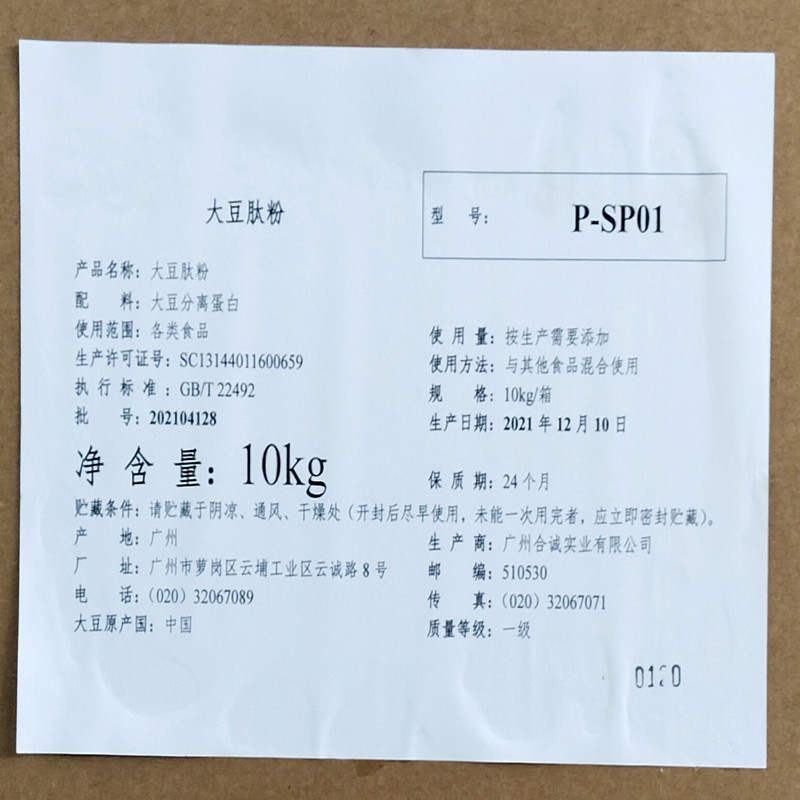 大豆肽粉
型 号: P-SP01
产品名称: 大豆肽粉
配 料: 大豆分离蛋白
使用范围: 各类食品
使 用 量: 按生产需要添加
生产许可证号: SC13144011600659
使用方法: 与其他食品混合使用
执 行 标 准: GB/T 22492
规 格: 10kg/箱
批 号: 202104128
生产日期: 2021 年 12 月 10 日
净 含 量: 10kg
保 质 期: 24 个月
贮藏条件: 请贮藏于阴凉、通风、干燥处（开封后尽早使用，未能一次用完者，应立即密封贮藏）。
产 地: 广州
生 产 商: 广州合诚实业有限公司
厂 址: 广州市萝岗区云埔工业区云诚路 8 号
邮 编: 510530
电 话:（020）32067089
传 真:（020）32067071
大豆原产国: 中国
质量等级: 一级